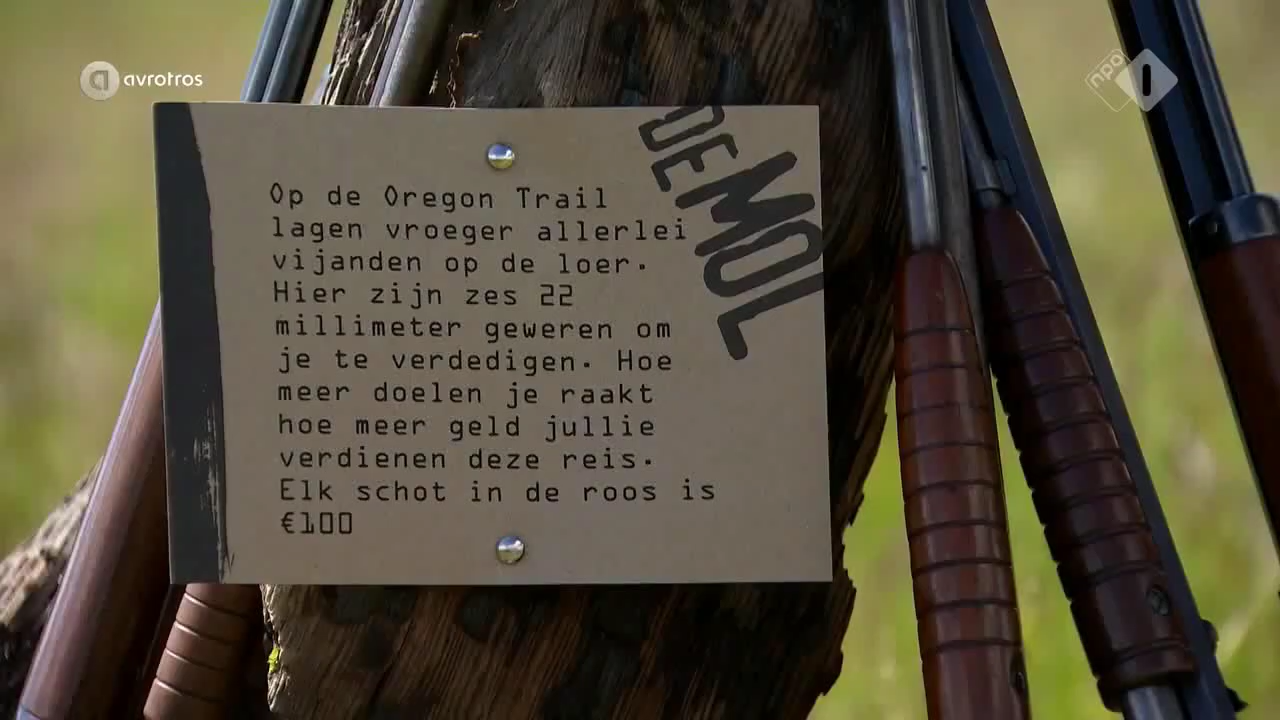 avrotros
npo 1
DE MOL
Op de Oregon Trail
lagen vroeger allerlei
vijanden op de loer.
Hier zijn zes 22
millimeter geweren om
je te verdedigen. Hoe
meer doelen je raakt
hoe meer geld jullie
verdienen deze reis.
Elk schot in de roos is
€100